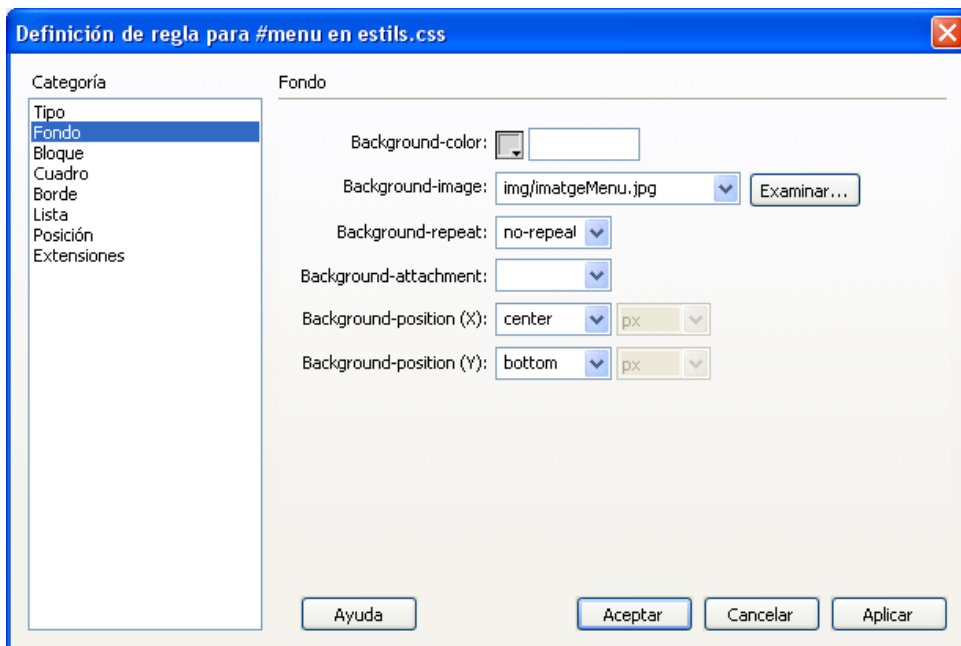 Definición de regla para #menu en estils.css
Categoría
Tipo
Fondo
Bloque
Cuadro
Borde
Lista
Posición
Extensiones
Fondo
Background-color:
Background-image: img/imatgeMenu.jpg Examinar...
Background-repeat: no-repeal
Background-attachment:
Background-position (X): center px
Background-position (Y): bottom px
Ayuda Aceptar Cancelar Aplicar